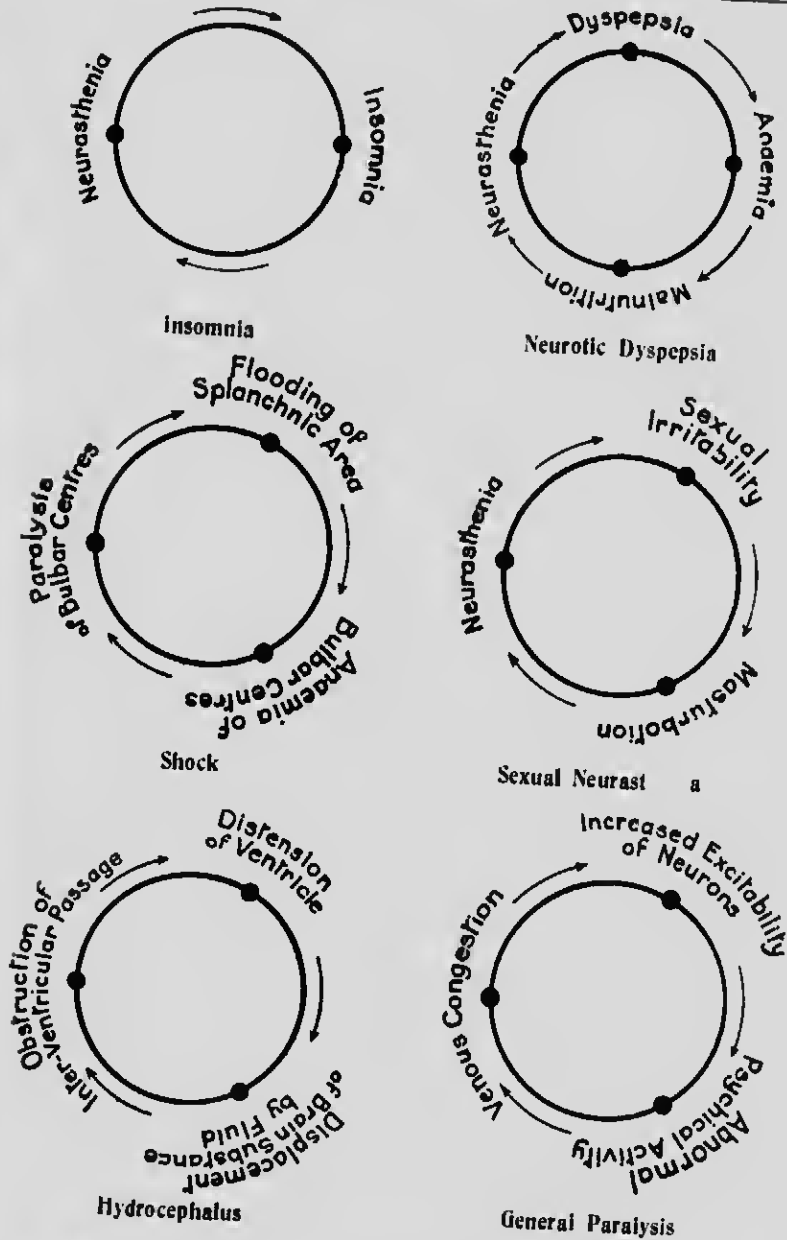 Neurasthenia
Insomnia
Insomnia
Dyspepsia
Anaemia
Malnutrition
Neurasthenia
Neurotic Dyspepsia
Flooding of
Splanchnic Area
Anaemia of
Bulbar Centres
Paralysis
of Bulbar Centres
Shock
Sexual
Irritability
Masturbation
Neurasthenia
Sexual Neurast a
Distension
of Ventricle
Displacement
of Brain Substance
by Fluid
Obstruction of
Inter-Ventricular Passage
Hydrocephalus
Increased Excitability
of Neurons
Abnormal
Psychical Activity
Venous Congestion
General Paralysis